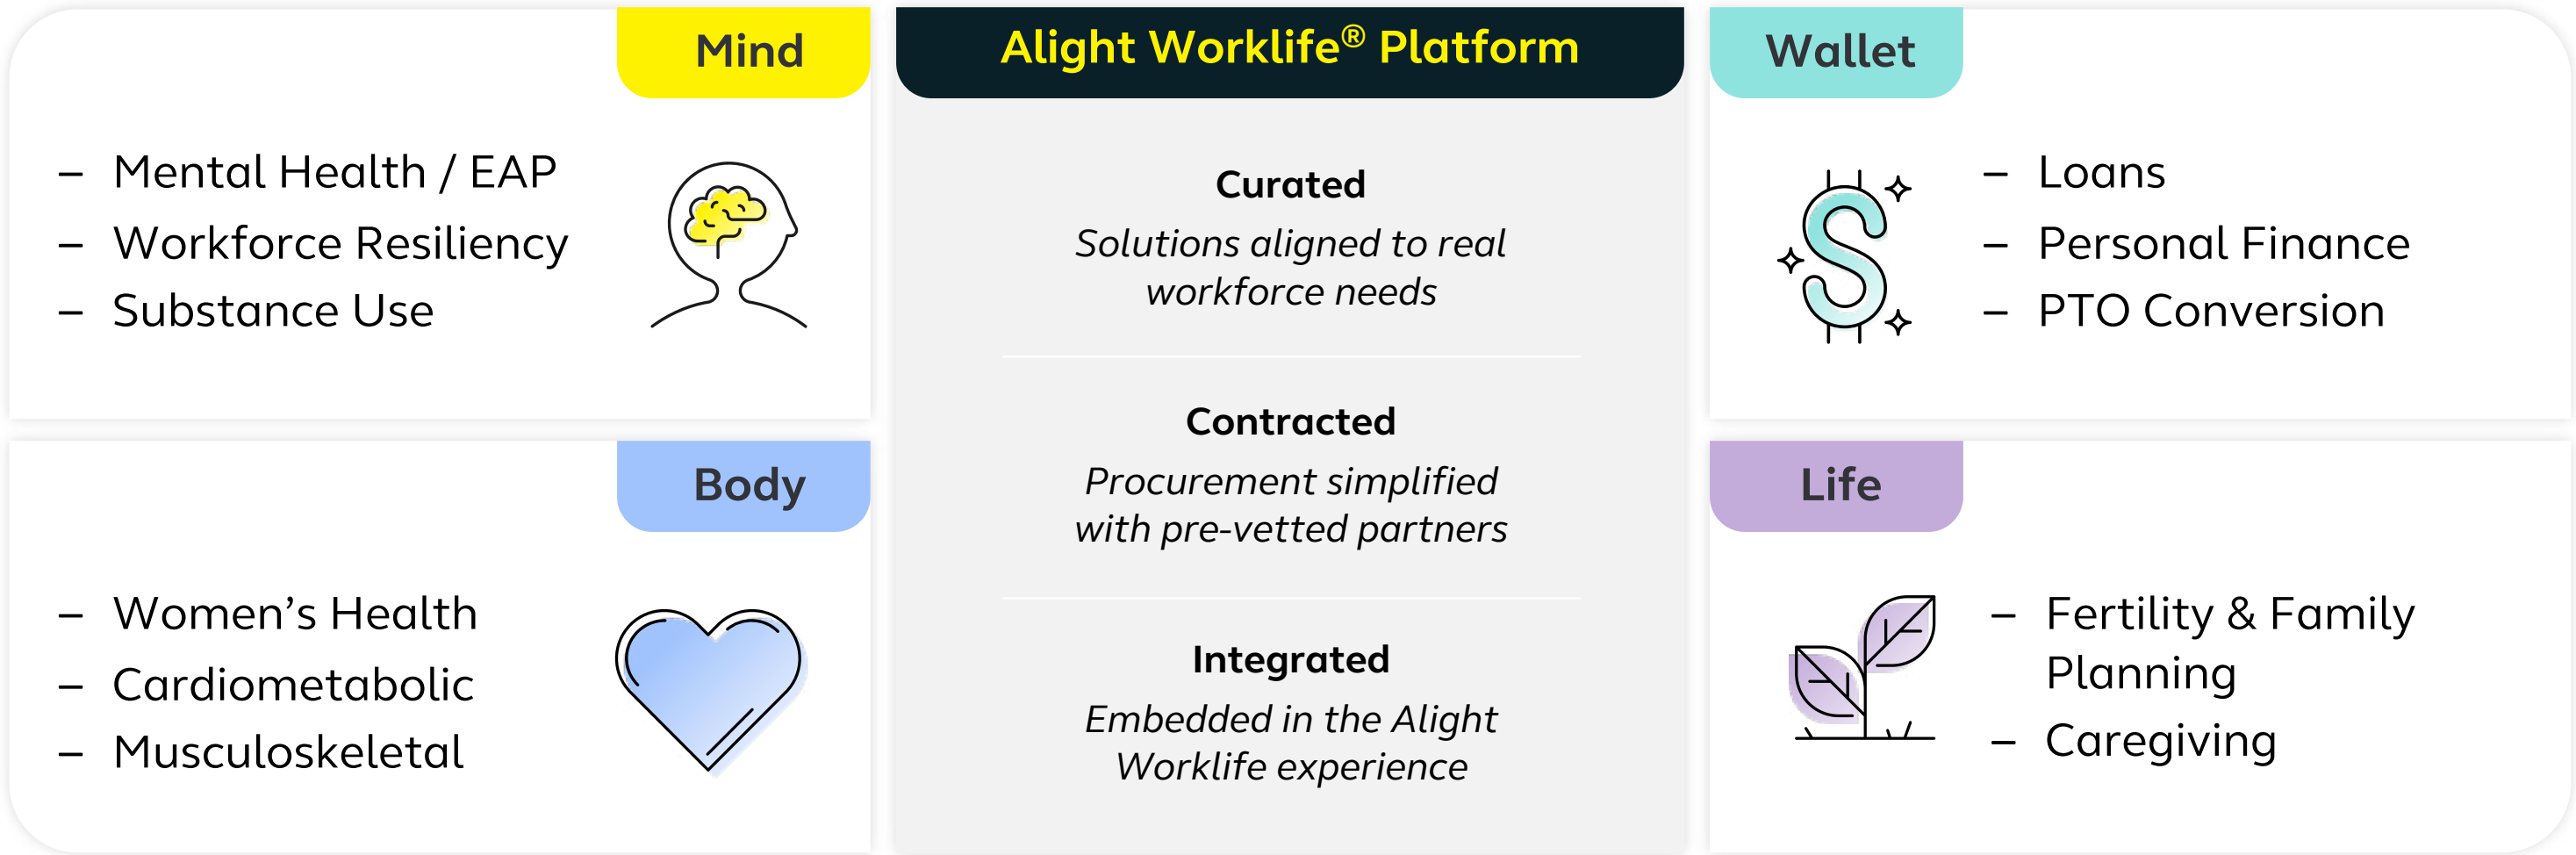 Mind
– Mental Health / EAP
– Workforce Resiliency
– Substance Use
Body
– Women’s Health
– Cardiometabolic
– Musculoskeletal
Alight Worklife® Platform
Curated
Solutions aligned to real
workforce needs
Contracted
Procurement simplified
with pre-vetted partners
Integrated
Embedded in the Alight
Worklife experience
Wallet
– Loans
– Personal Finance
– PTO Conversion
Life
– Fertility & Family
Planning
– Caregiving